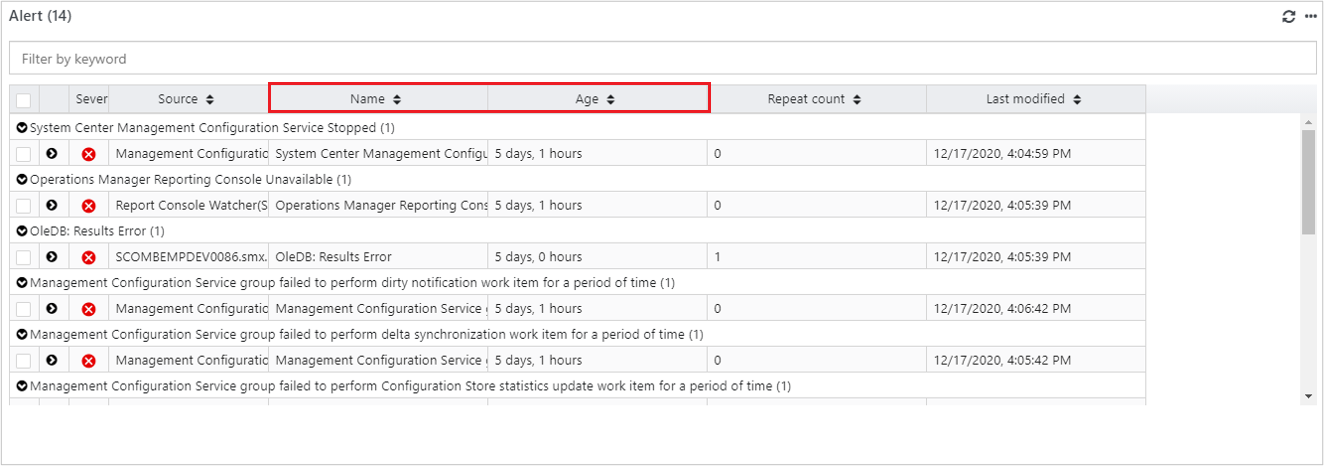 Alert (14)
Filter by keyword
Sever Source Name Age Repeat count Last modified
System Center Management Configuration Service Stopped (1)
Management Configuratio System Center Management Configu 5 days, 1 hours 0 12/17/2020, 4:04:59 PM
Operations Manager Reporting Console Unavailable (1)
Report Console Watcher(S Operations Manager Reporting Cons 5 days, 1 hours 0 12/17/2020, 4:05:39 PM
OleDB: Results Error (1)
SCOMBEMPDEV0086.smx. OleDB: Results Error 5 days, 0 hours 1 12/17/2020, 4:05:39 PM
Management Configuration Service group failed to perform dirty notification work item for a period of time (1)
Management Configuratio Management Configuration Service g 5 days, 1 hours 0 12/17/2020, 4:06:42 PM
Management Configuration Service group failed to perform delta synchronization work item for a period of time (1)
Management Configuratio Management Configuration Service g 5 days, 1 hours 0 12/17/2020, 4:05:42 PM
Management Configuration Service group failed to perform Configuration Store statistics update work item for a period of time (1)